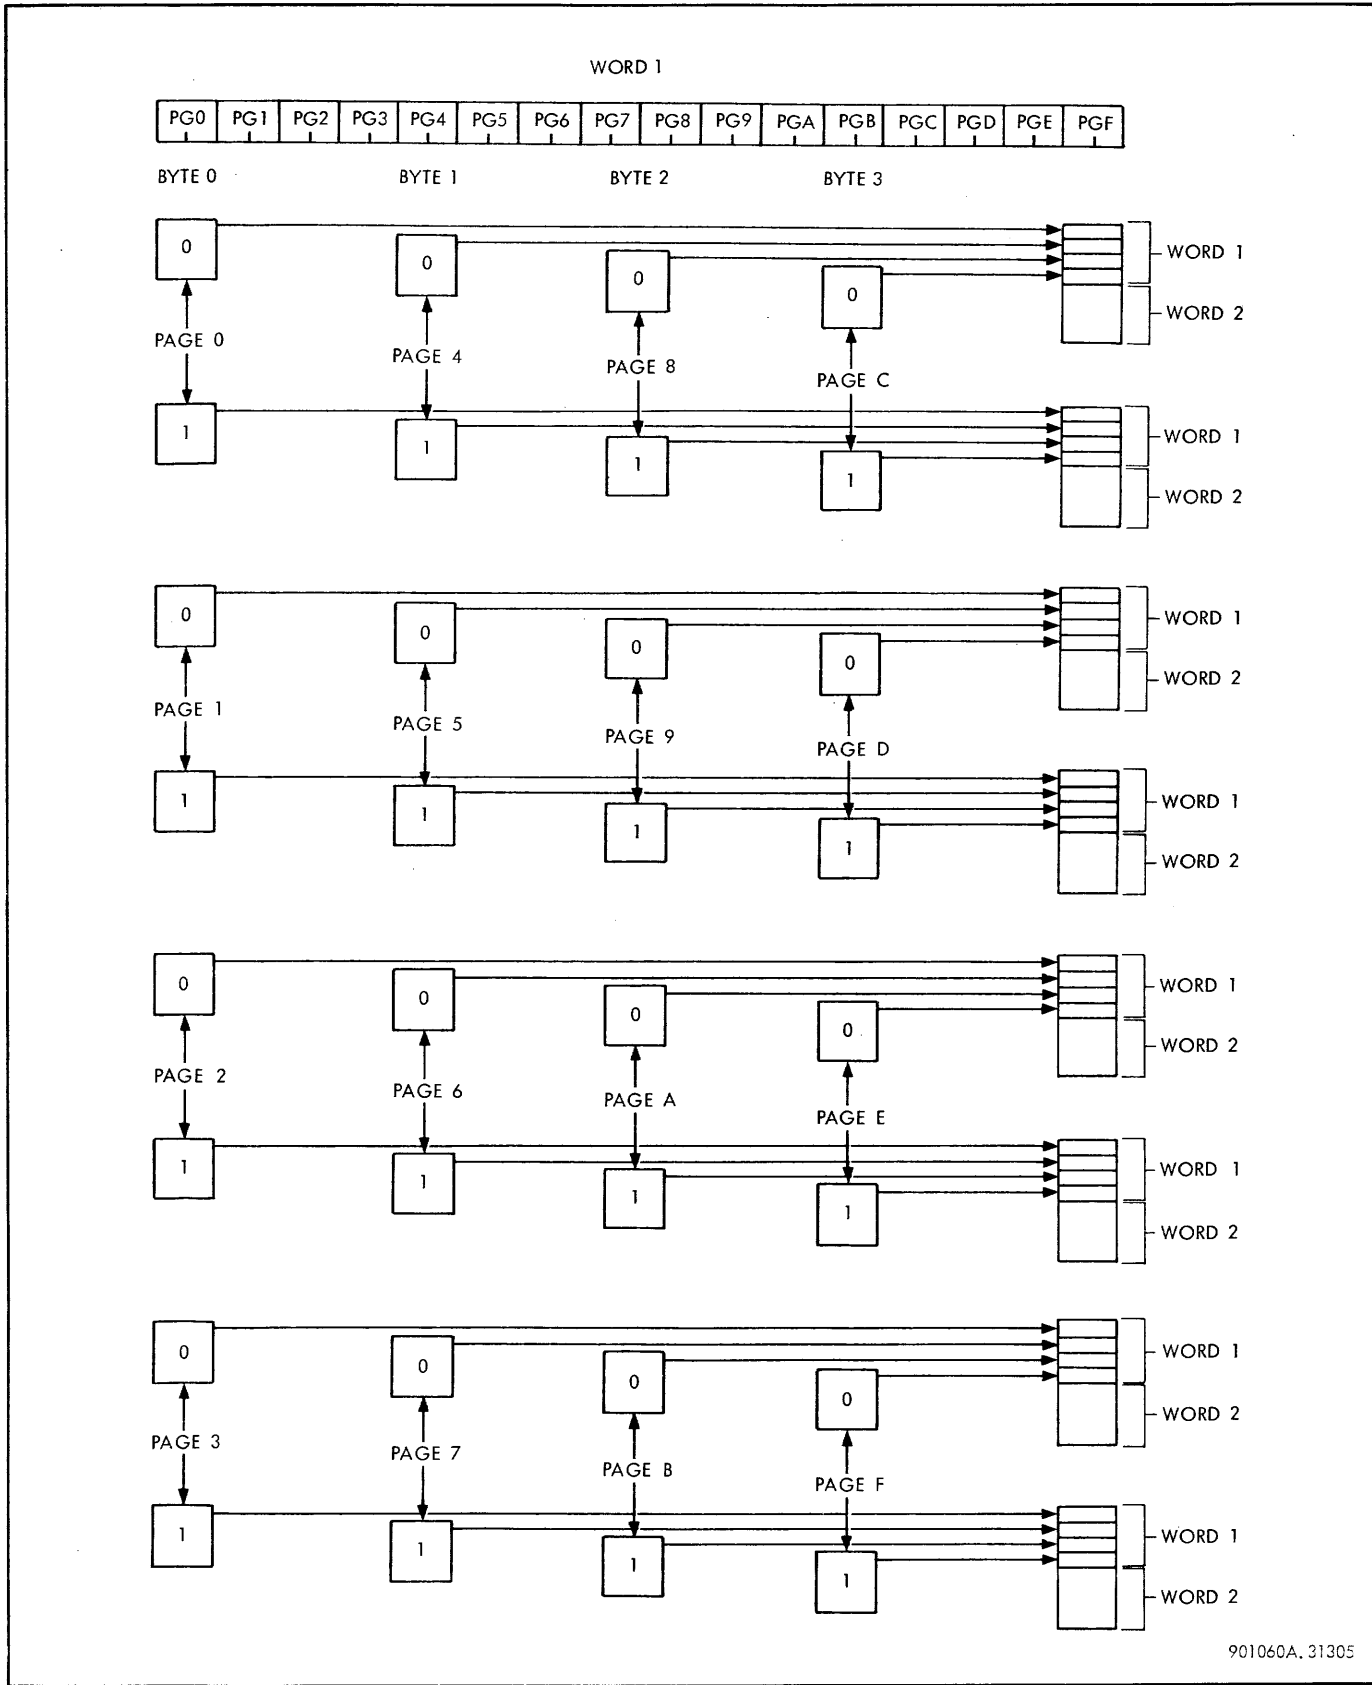 WORD 1
PG0 PG1 PG2 PG3 PG4 PG5 PG6 PG7 PG8 PG9 PGA PGB PGC PGD PGE PGF
BYTE 0 BYTE 1 BYTE 2 BYTE 3
0 0 0 0 WORD 1
WORD 2
PAGE 0 PAGE 4 PAGE 8 PAGE C
1 1 1 1 WORD 1
WORD 2
0 0 0 0 WORD 1
WORD 2
PAGE 1 PAGE 5 PAGE 9 PAGE D
1 1 1 1 WORD 1
WORD 2
0 0 0 0 WORD 1
WORD 2
PAGE 2 PAGE 6 PAGE A PAGE E
1 1 1 1 WORD 1
WORD 2
0 0 0 0 WORD 1
WORD 2
PAGE 3 PAGE 7 PAGE B PAGE F
1 1 1 1 WORD 1
WORD 2
901060A.31305